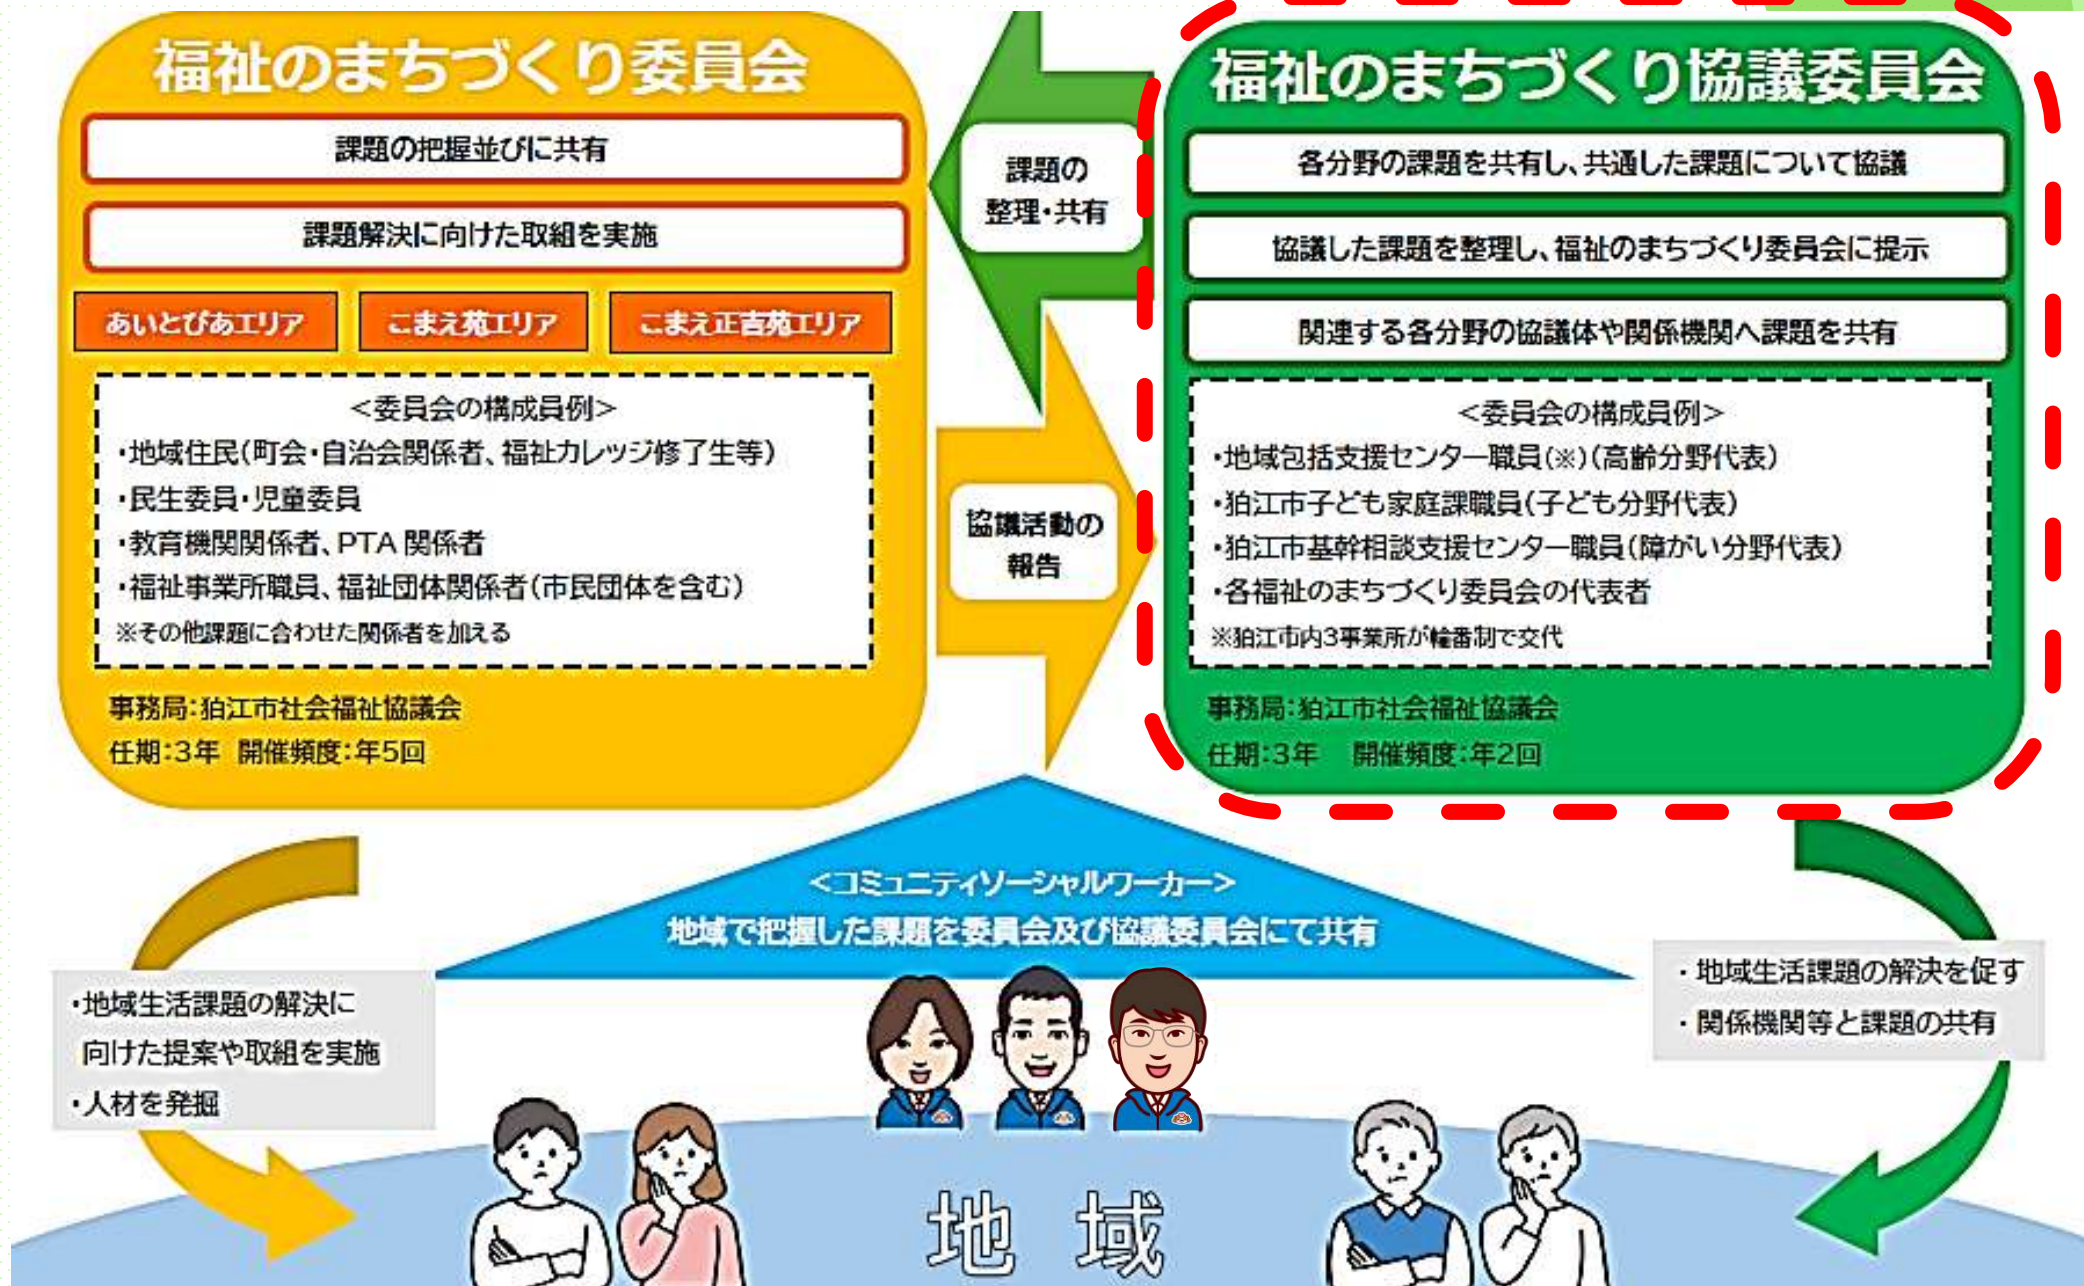 福祉のまちづくり委員会
課題の把握並びに共有
課題解決に向けた取組を実施
あいとぴあエリア
こまえ苑エリア
こまえ正吉苑エリア
<委員会の構成員例>
・地域住民(町会・自治会関係者、福祉カレッジ修了生等)
・民生委員・児童委員
・教育機関関係者、PTA関係者
・福祉事業所職員、福祉団体関係者(市民団体を含む)
※その他課題に合わせた関係者を加える
事務局:狛江市社会福祉協議会
任期:3年 開催頻度:年5回
課題の
整理・共有
協議活動の
報告
福祉のまちづくり協議委員会
各分野の課題を共有し、共通した課題について協議
協議した課題を整理し、福祉のまちづくり委員会に提示
関連する各分野の協議体や関係機関へ課題を共有
<委員会の構成員例>
・地域包括支援センター職員(※)(高齢分野代表)
・狛江市子ども家庭課職員(子ども分野代表)
・狛江市基幹相談支援センター職員(障がい分野代表)
・各福祉のまちづくり委員会の代表者
※狛江市内3事業所が輪番制で交代
事務局:狛江市社会福祉協議会
任期:3年 開催頻度:年2回
<コミュニティソーシャルワーカー>
地域で把握した課題を委員会及び協議委員会にて共有
・地域生活課題の解決に
向けた提案や取組を実施
・人材を発掘
・地域生活課題の解決を促す
・関係機関等と課題の共有
地 域